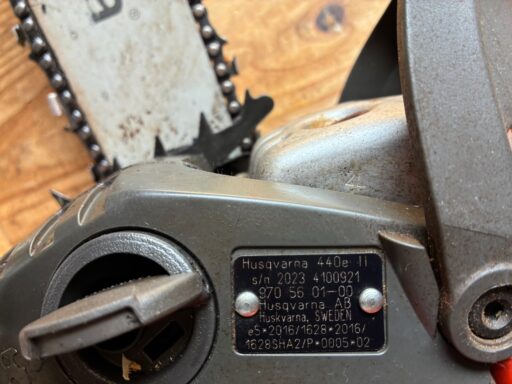 Husqvarna 440e II
s/n 2023 4100921
970 56 01-00
Husqvarna AB
Huskvarna, SWEDEN
e5*2016/1628*2016/
1628SHA2/P*0005*02